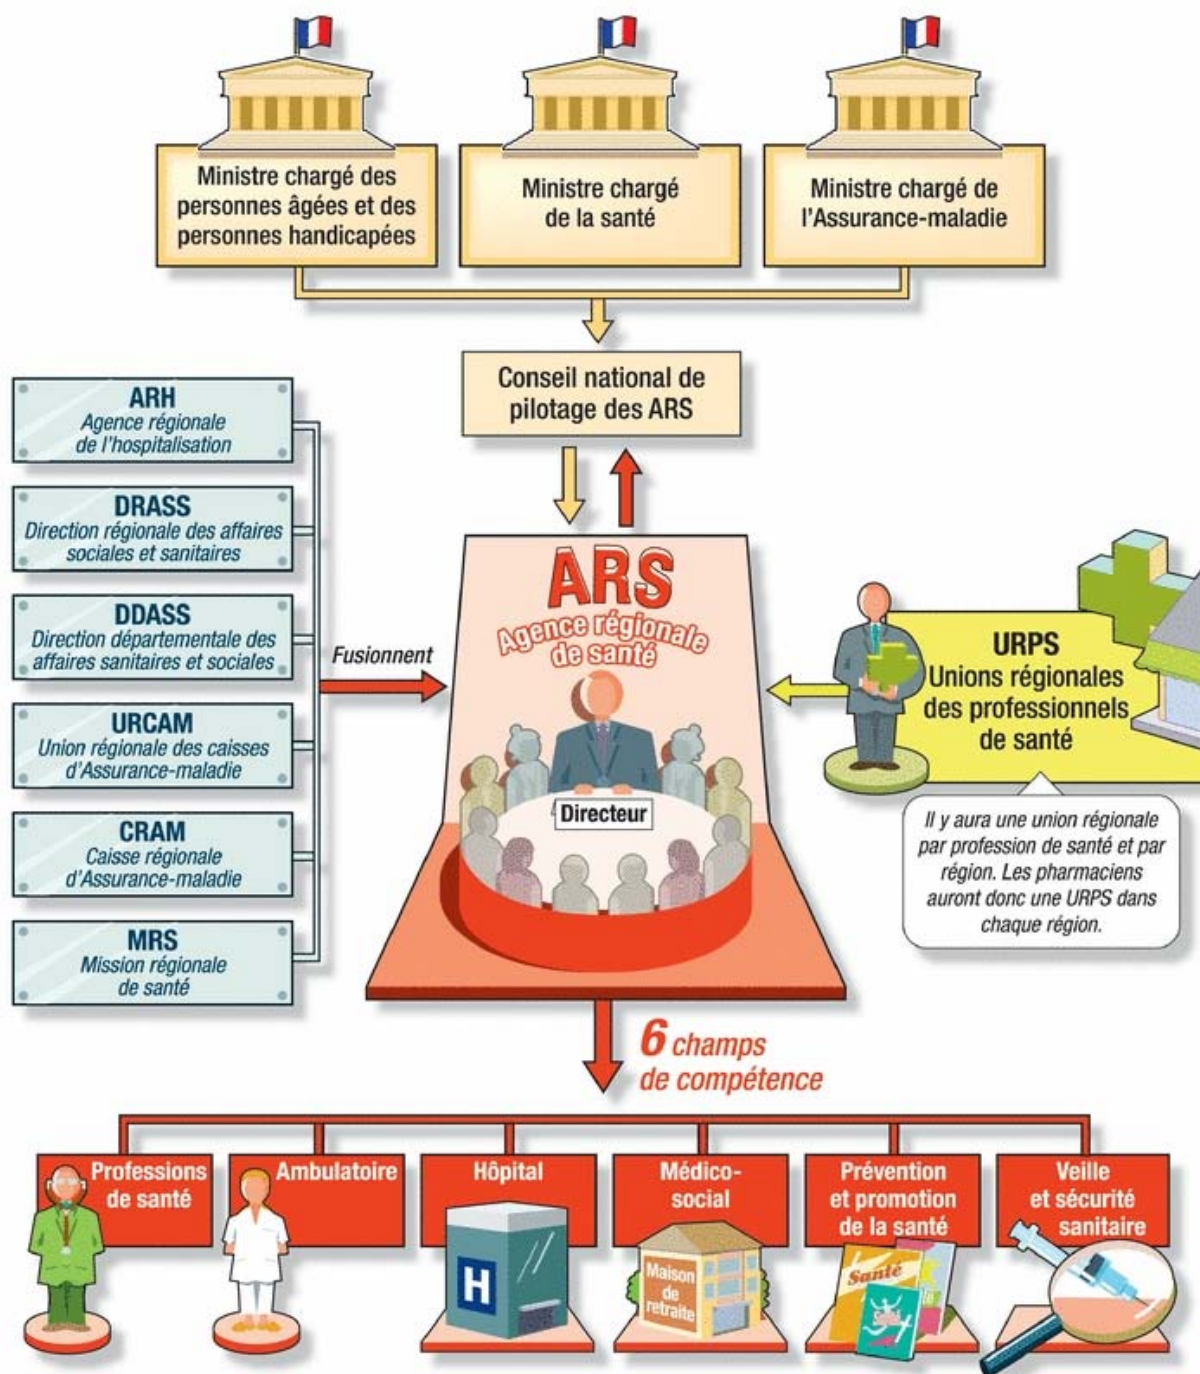 Ministre chargé des
personnes âgées et des
personnes handicapées
Ministre chargé
de la santé
Ministre chargé de
l'Assurance-maladie
Conseil national de
pilotage des ARS
ARH
Agence régionale
de l'hospitalisation
DRASS
Direction régionale des affaires
sociales et sanitaires
DDASS
Direction départementale des
affaires sanitaires et sociales
URCAM
Union régionale des caisses
d'Assurance-maladie
CRAM
Caisse régionale
d'Assurance-maladie
MRS
Mission régionale
de santé
Fusionnent
ARS
Agence régionale
de santé
Directeur
URPS
Unions régionales
des professionnels
de santé
Il y aura une union régionale
par profession de santé et par
région. Les pharmaciens
auront donc une URPS dans
chaque région.
6 champs
de compétence
Professions
de santé
Ambulatoire
Hôpital
H
Médico-
social
Maison
de
retraite
Prévention
et promotion
de la santé
Santé
Veille
et sécurité
sanitaire